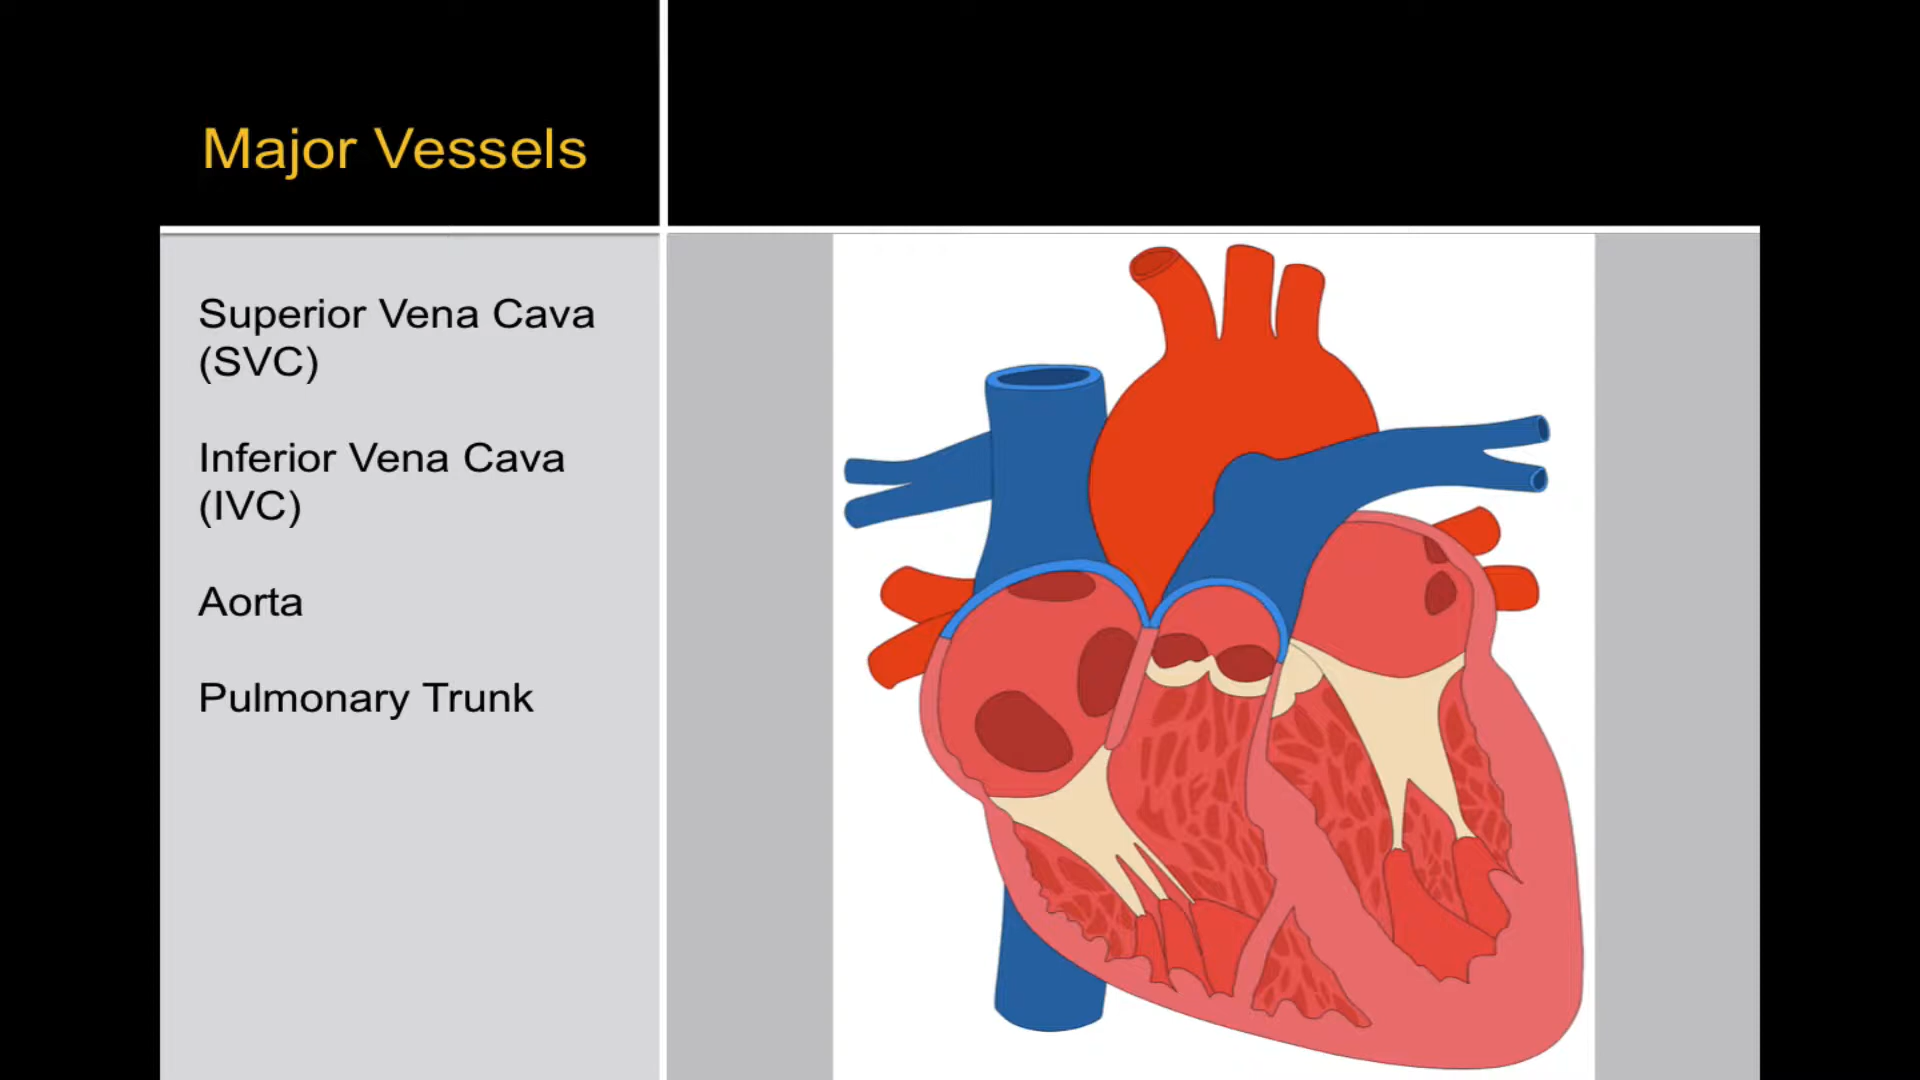 Major Vessels
Superior Vena Cava
(SVC)
Inferior Vena Cava
(IVC)
Aorta
Pulmonary Trunk